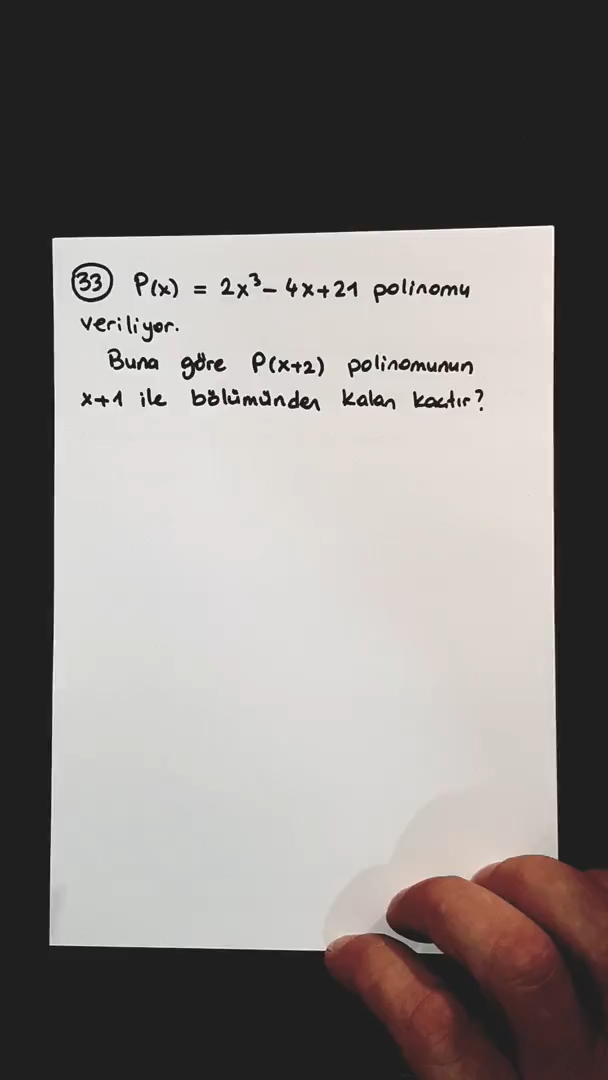 33 P(x) = 2x³- 4x+21 polinomu
veriliyor.
Buna göre P(x+2) polinomunun
x+1 ile bölümünden kalan kaçtır?